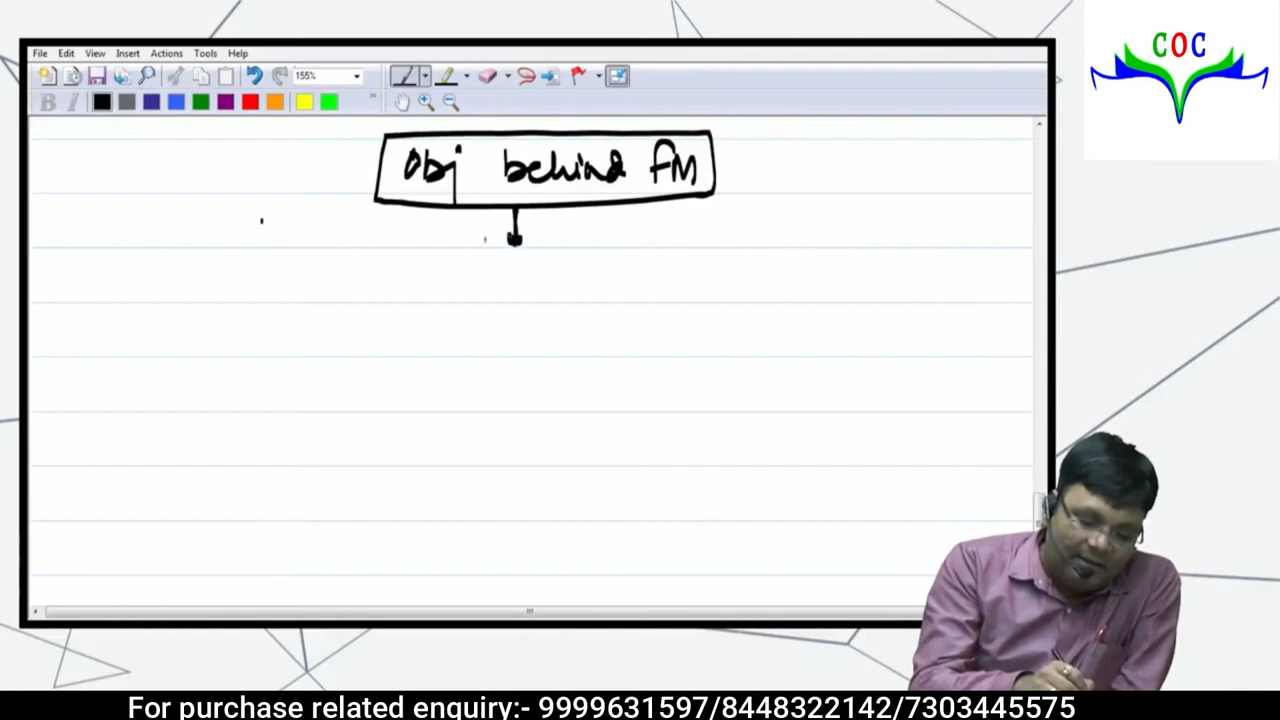 COC
File Edit View Insert Actions Tools Help
155%
B I
Obj behind FM
For purchase related enquiry:- 9999631597/8448322142/7303445575